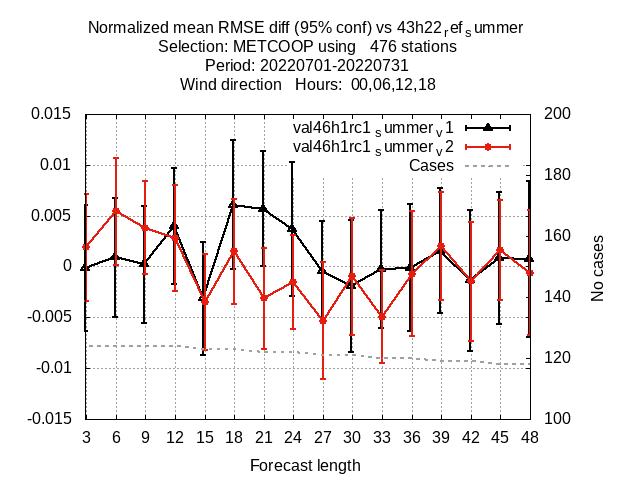 Normalized mean RMSE diff (95% conf) vs 43h22refsummer
Selection: METCOOP using 476 stations
Period: 20220701-20220731
Wind direction Hours: 00,06,12,18
0.015 200
val46h1rc1summerv1
val46h1rc1summerv2
Cases
0.01
180
0.005
160
0
140
-0.005
120
-0.01
-0.015 100
3 6 9 12 15 18 21 24 27 30 33 36 39 42 45 48
No cases
Forecast length